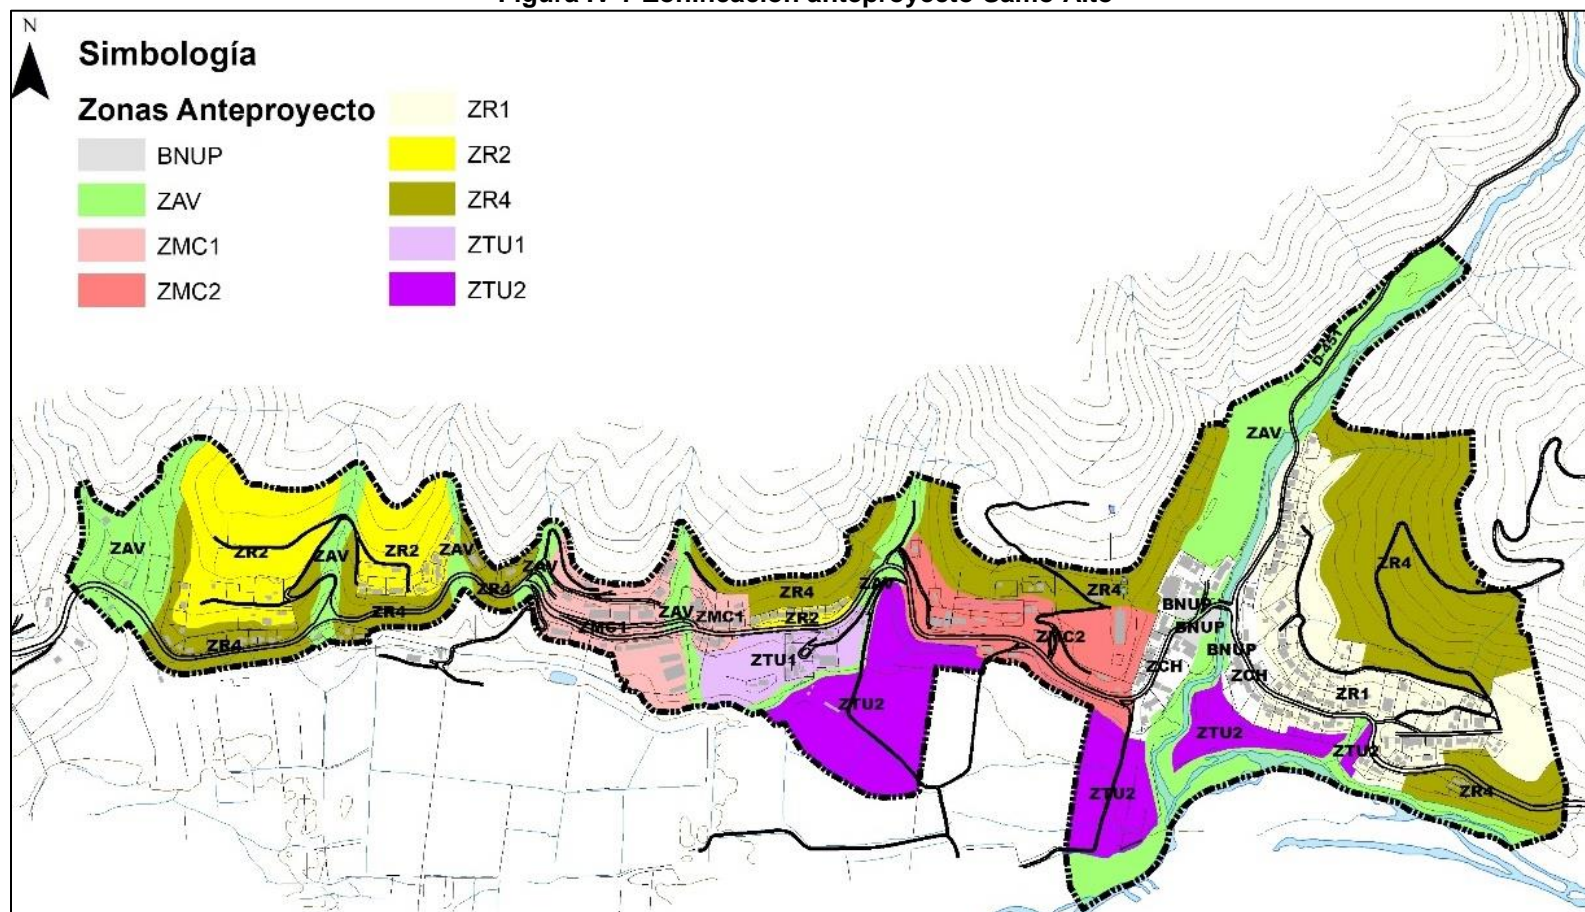 Figura IV-1 Zonificación anteproyecto Samo Alto
N
Simbología
Zonas Anteproyecto
BNUP
ZAV
ZMC1
ZMC2
ZR1
ZR2
ZR4
ZTU1
ZTU2
D-451
ZAV
ZAV
ZR2
ZAV
ZR2
ZAV
ZR4
ZAV
ZR4
ZR4
ZMC1
ZAV
ZMC1
ZR4
ZR2
ZAV
ZTU1
ZTU2
ZR4
ZMC2
BNUP
BNUP
BNUP
ZCH
ZCH
ZR4
ZR1
ZTU2
ZTU2
ZTU2
ZR4